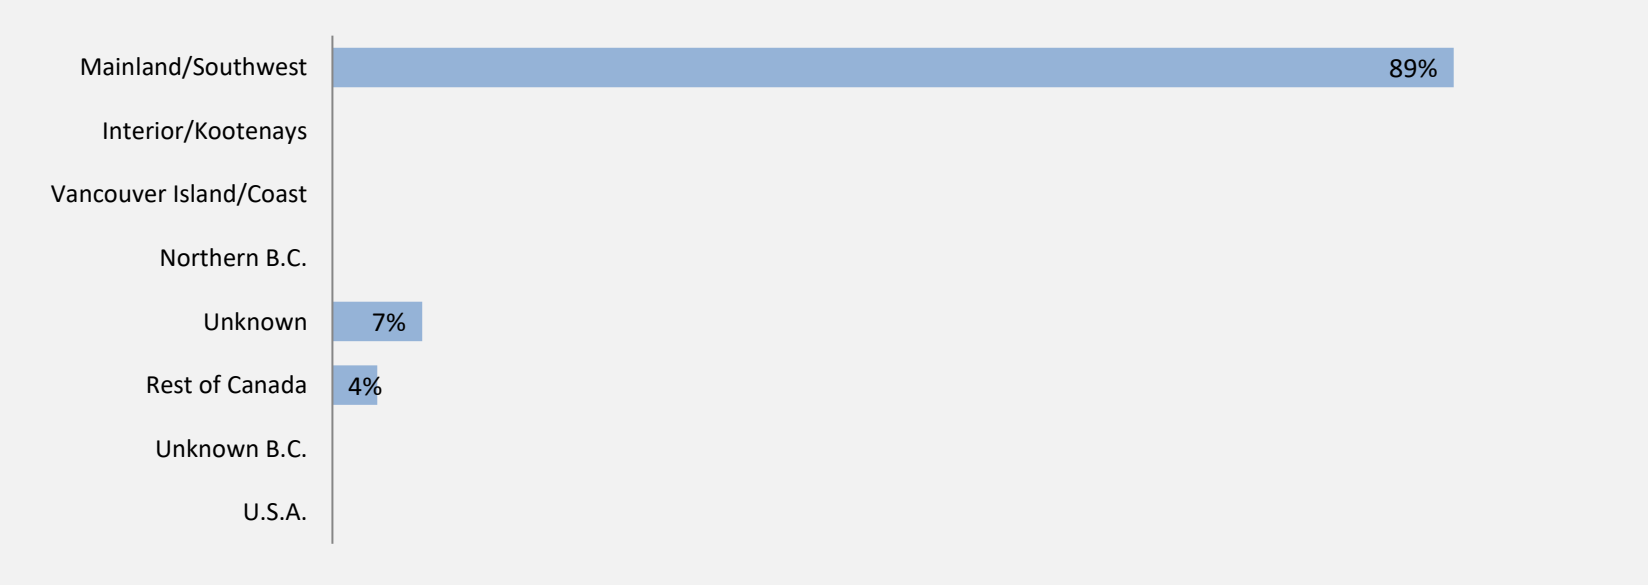 Mainland/Southwest 89%
Interior/Kootenays
Vancouver Island/Coast
Northern B.C.
Unknown 7%
Rest of Canada 4%
Unknown B.C.
U.S.A.